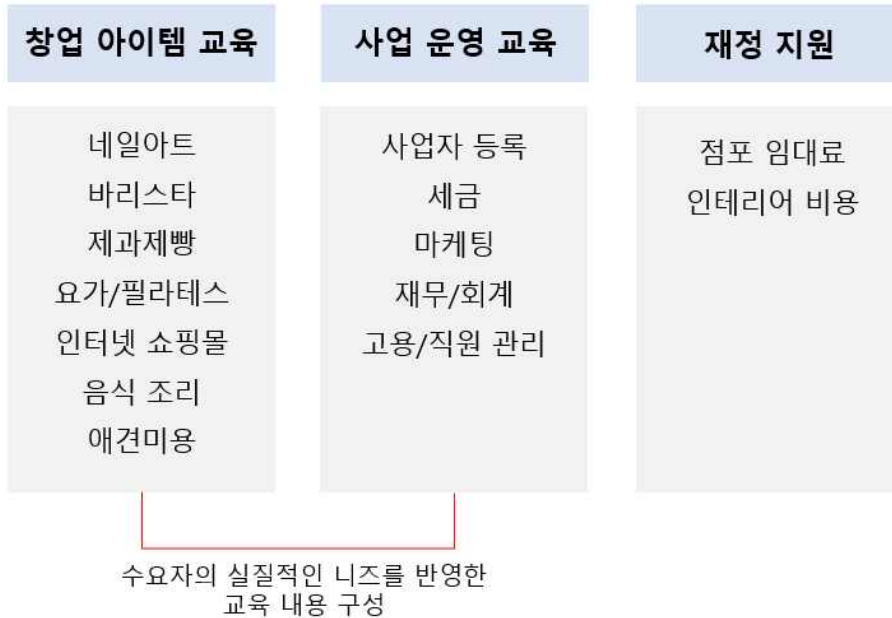 창업 아이템 교육
네일아트
바리스타
제과제빵
요가/필라테스
인터넷 쇼핑몰
음식 조리
애견미용
사업 운영 교육
사업자 등록
세금
마케팅
재무/회계
고용/직원 관리
재정 지원
점포 임대료
인테리어 비용
수요자의 실질적인 니즈를 반영한
교육 내용 구성